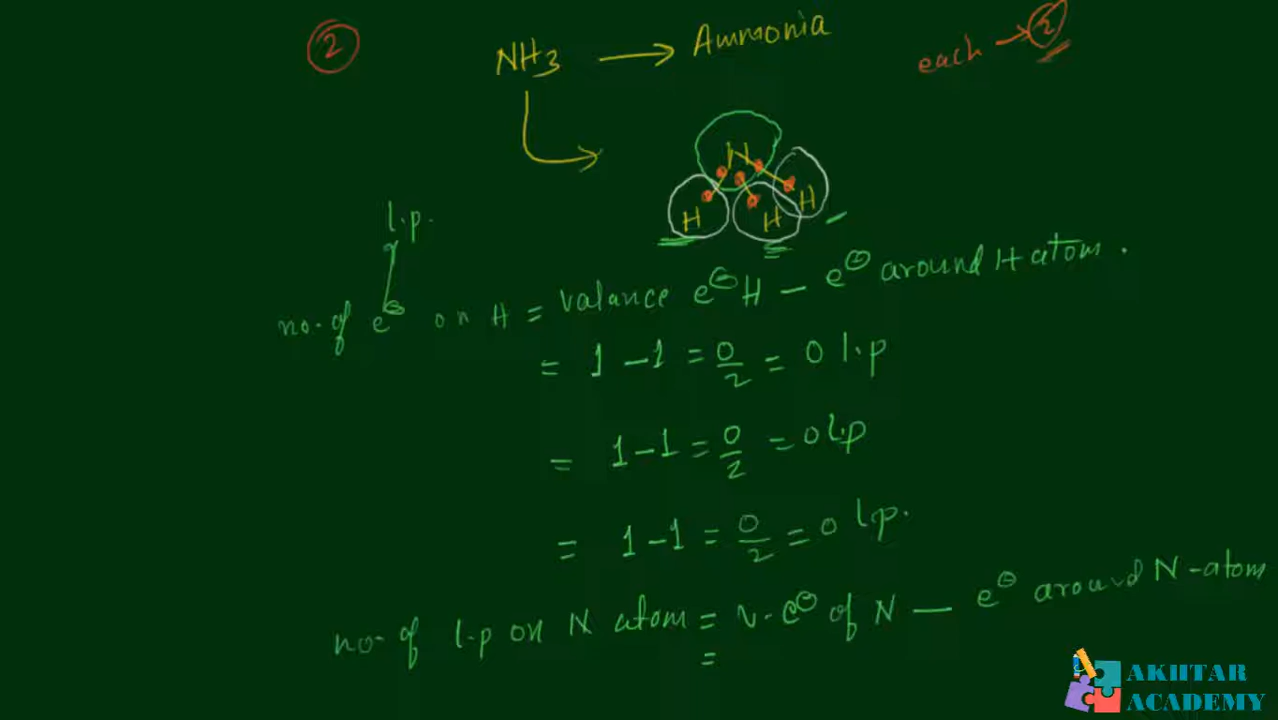 2 NH3 → Ammonia each → 2
N
H H H
l.p.
no. of e⊖ on H = valance e⊖ H – e⊖ around H atom.
= 1 – 1 = 0/2 = 0 l.p
= 1 – 1 = 0/2 = 0 l.p
= 1 – 1 = 0/2 = 0 l.p.
no. of l.p on N atom = v.e⊖ of N — e⊖ around N-atom
=
AKHTAR
ACADEMY